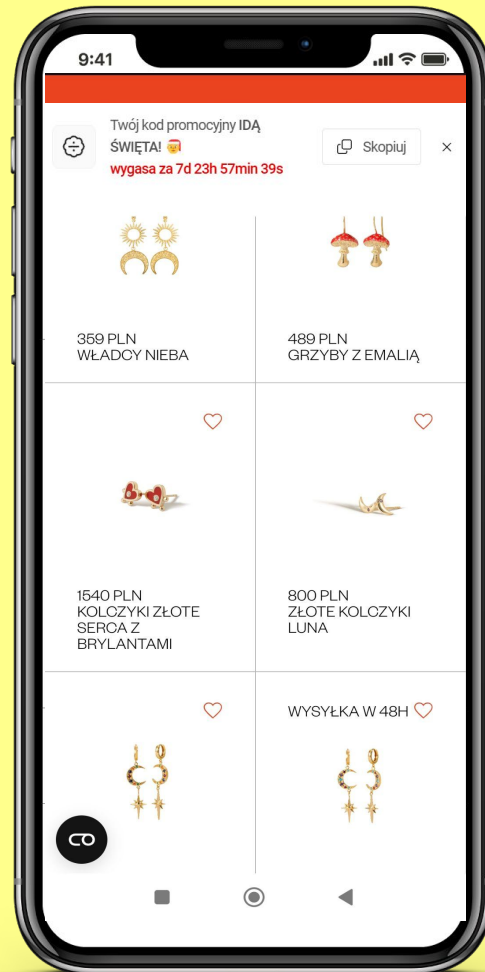 9:41
Twój kod promocyjny IDĄ
ŚWIĘTA! 🎅
wygasa za 7d 23h 57min 39s
Skopiuj
359 PLN
WŁADCY NIEBA
489 PLN
GRZYBY Z EMALIĄ
1540 PLN
KOLCZYKI ZŁOTE
SERCA Z
BRYLANTAMI
800 PLN
ZŁOTE KOLCZYKI
LUNA
WYSYŁKA W 48H